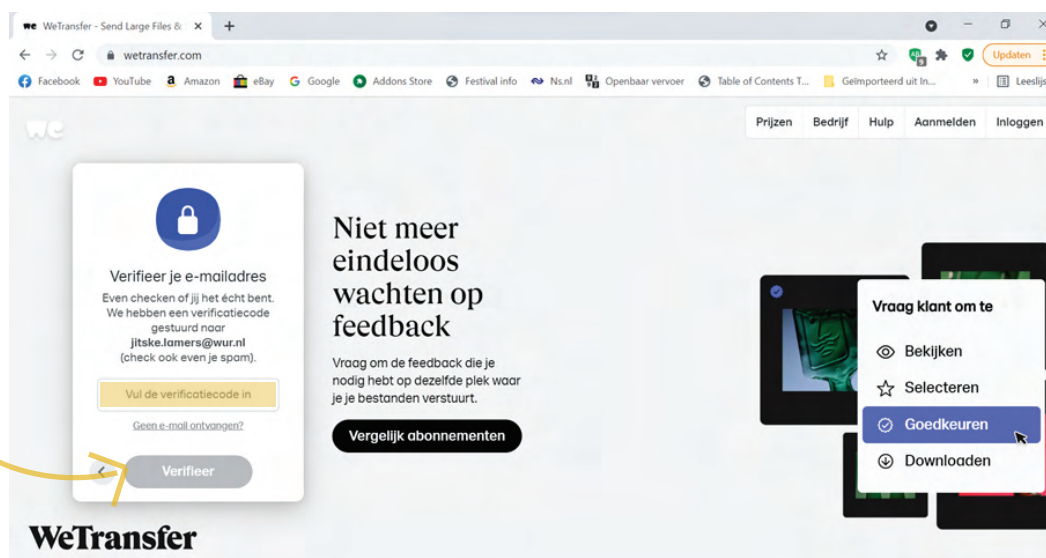 we WeTransfer - Send Large Files &
wetransfer.com
Updaten
Facebook YouTube Amazon eBay Google Addons Store Festival info Ns.nl Openbaar vervoer Table of Contents T... Geïmporteerd uit In... » Leeslijs
we
Prijzen Bedrijf Hulp Aanmelden Inloggen
Verifieer je e-mailadres
Even checken of jij het écht bent.
We hebben een verificatiecode
gestuurd naar
jitske.lamers@wur.nl
(check ook even je spam).
Vul de verificatiecode in
Geen e-mail ontvangen?
Verifieer
Niet meer
eindeloos
wachten op
feedback
Vraag om de feedback die je
nodig hebt op dezelfde plek waar
je je bestanden verstuurt.
Vergelijk abonnementen
Vraag klant om te
Bekijken
Selecteren
Goedkeuren
Downloaden
WeTransfer